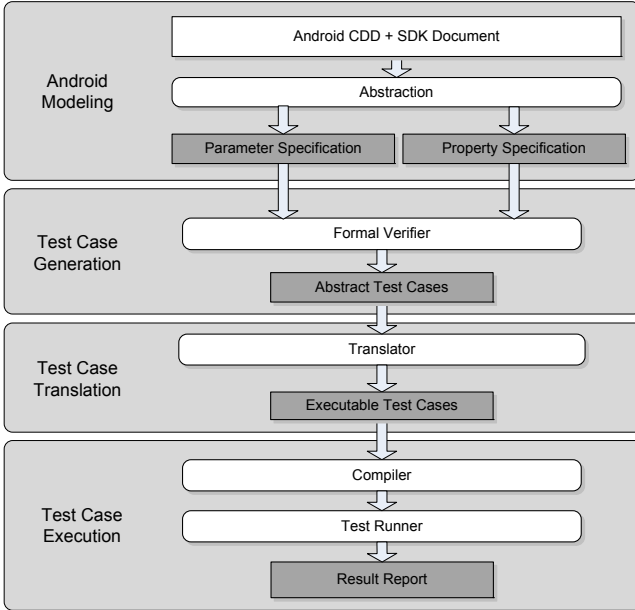 Android CDD + SDK Document
Android
Modeling
Abstraction
Parameter Specification
Property Specification
Test Case
Generation
Formal Verifier
Abstract Test Cases
Test Case
Translation
Translator
Executable Test Cases
Test Case
Execution
Compiler
Test Runner
Result Report